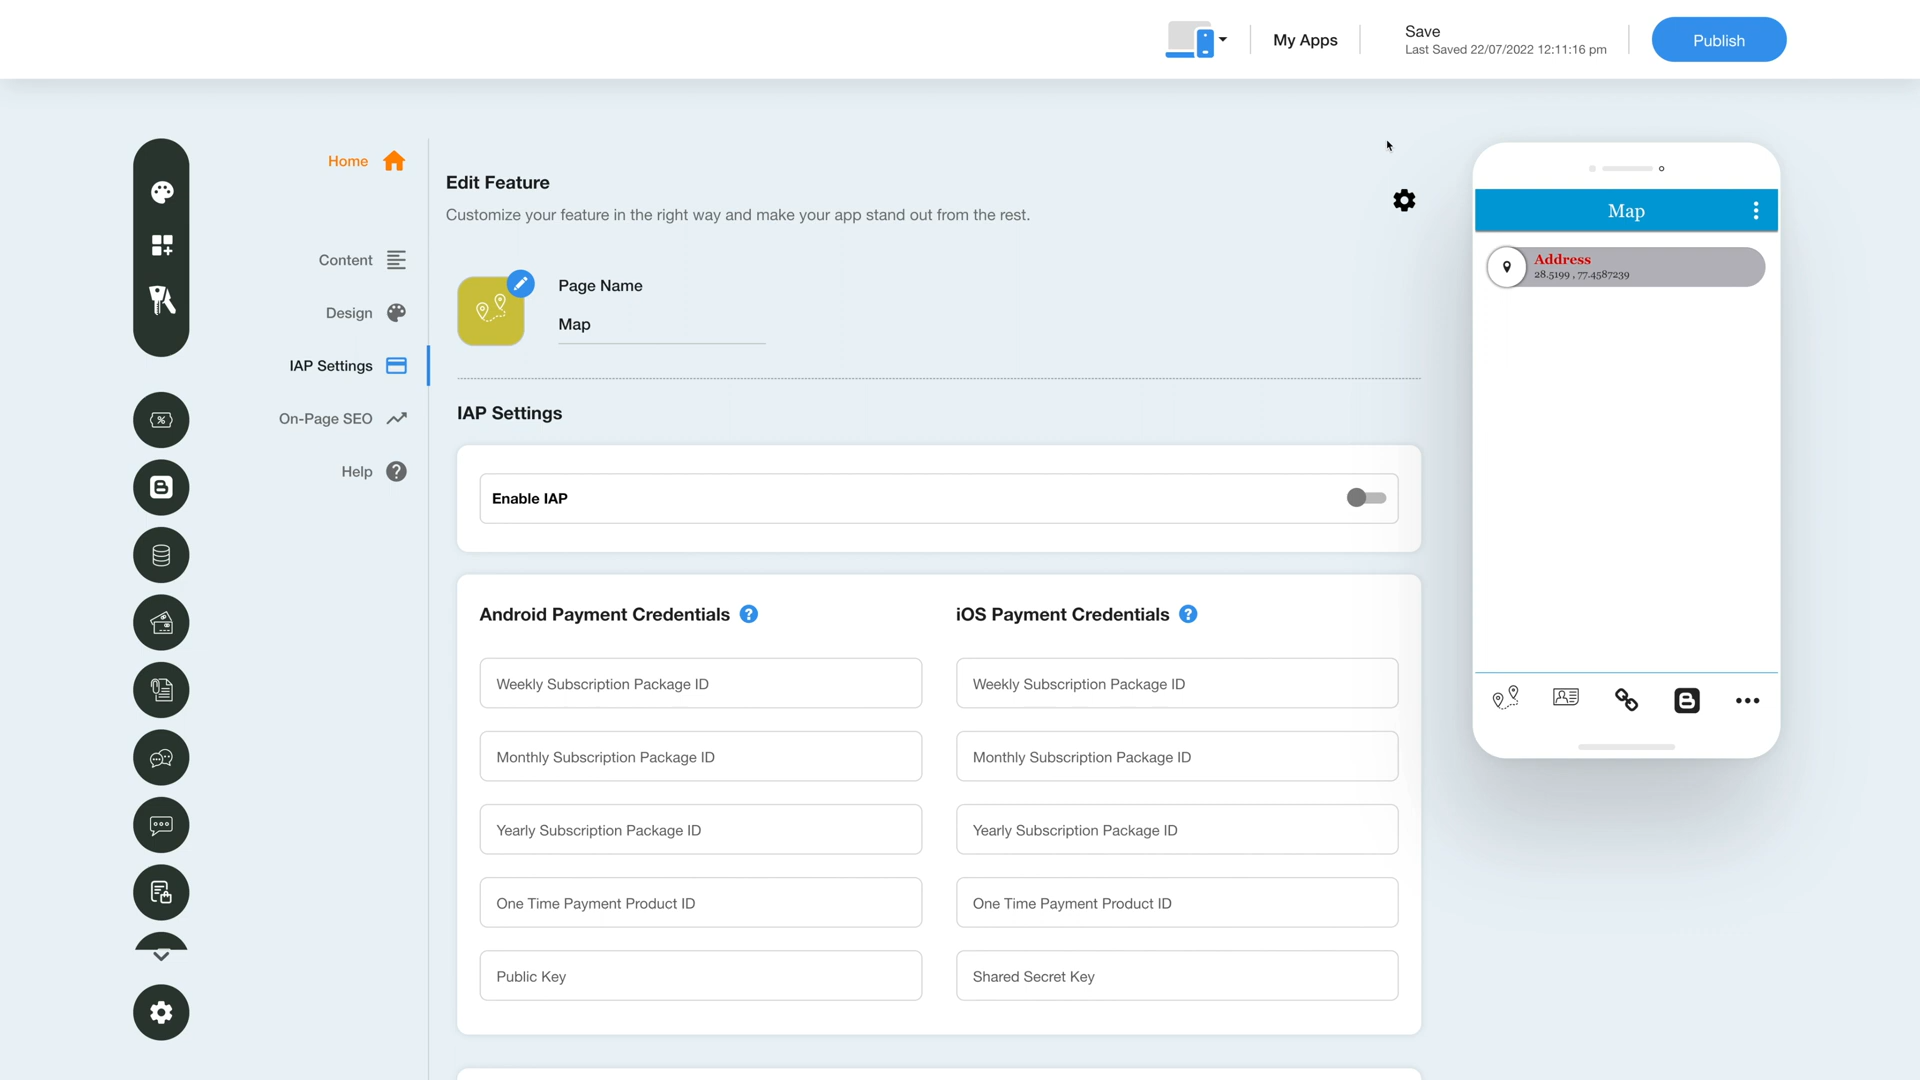 My Apps
Save
Last Saved 22/07/2022 12:11:16 pm
Publish
Home
Content
Design
IAP Settings
On-Page SEO
Help
Edit Feature
Customize your feature in the right way and make your app stand out from the rest.
Page Name
Map
IAP Settings
Enable IAP
Android Payment Credentials ?
Weekly Subscription Package ID
Monthly Subscription Package ID
Yearly Subscription Package ID
One Time Payment Product ID
Public Key
iOS Payment Credentials ?
Weekly Subscription Package ID
Monthly Subscription Package ID
Yearly Subscription Package ID
One Time Payment Product ID
Shared Secret Key
Map
Address
28.5199 , 77.4587239